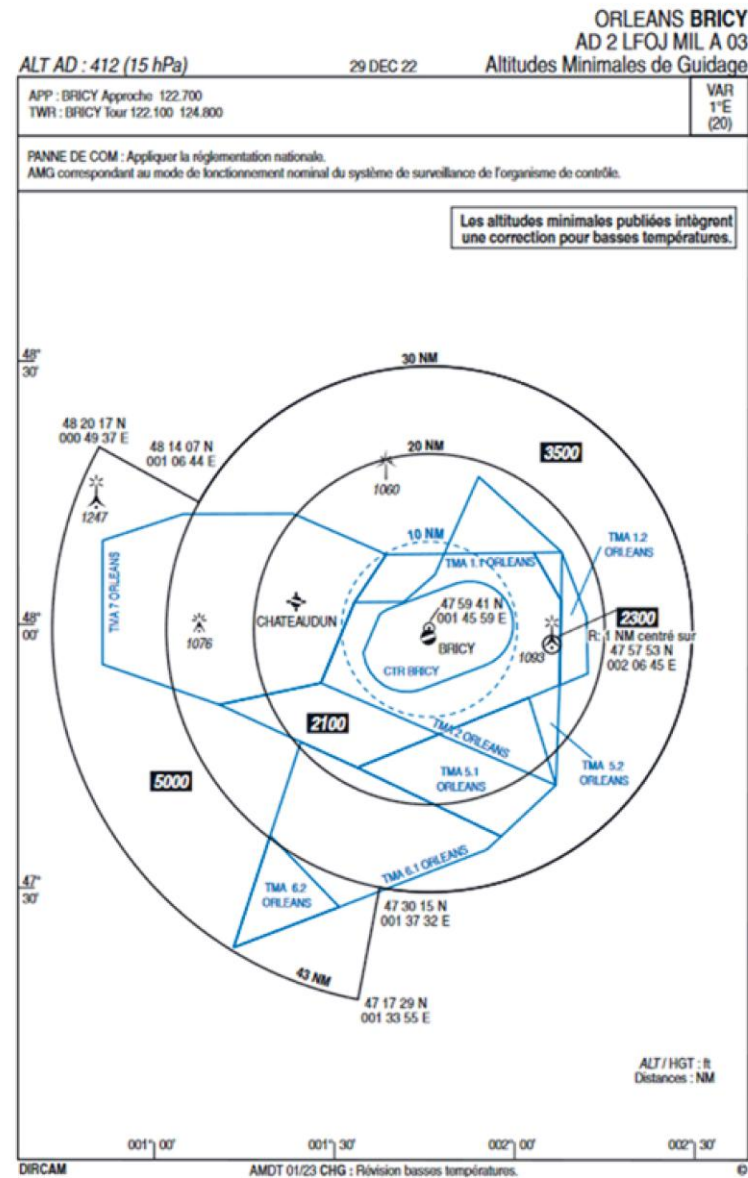 ORLEANS BRICY
AD 2 LFOJ MIL A 03
ALT AD : 412 (15 hPa)
29 DEC 22
Altitudes Minimales de Guidage
APP : BRICY Approche 122.700
TWR : BRICY Tour 122.100 124.800
VAR
1°E
(20)
PANNE DE COM : Appliquer la réglementation nationale.
AMG correspondant au mode de fonctionnement nominal du système de surveillance de l'organisme de contrôle.
Les altitudes minimales publiées intègrent
une correction pour basses températures.
48°
30'
30 NM
48 20 17 N
000 49 37 E
48 14 07 N
001 06 44 E
20 NM
3500
1060
1247
10 NM
TMA 1.2
ORLEANS
TMA 1.1 ORLEANS
TMA 7 ORLEANS
48°
00'
CHATEAUDUN
47 59 41 N
001 45 59 E
2300
1076
BRICY
1093
R: 1 NM centré sur
47 57 53 N
002 06 45 E
CTR BRICY
2100
TMA 2 ORLEANS
5000
TMA 5.1
ORLEANS
TMA 5.2
ORLEANS
TMA 6.1 ORLEANS
47°
30'
TMA 6.2
ORLEANS
47 30 15 N
001 37 32 E
43 NM
47 17 29 N
001 33 55 E
ALT / HGT : ft
Distances : NM
001° 00'
001° 30'
002° 00'
002° 30'
DIRCAM
AMDT 01/23 CHG : Révision basses températures.
©